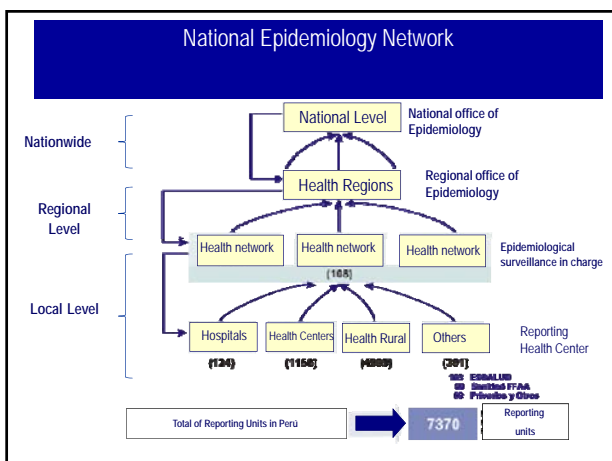 National Epidemiology Network
National Level
National office of
Epidemiology
Nationwide
Health Regions
Regional office of
Epidemiology
Regional
Level
Health network
Health network
Health network
Epidemiological
surveillance in charge
(168)
Local Level
Hospitals
Health Centers
Health Rural
Others
Reporting
Health Center
(124)
(1156)
ESSALUD
Sanidad FFAA
Privados y Otros
Total of Reporting Units in Perú
7370
Reporting
units